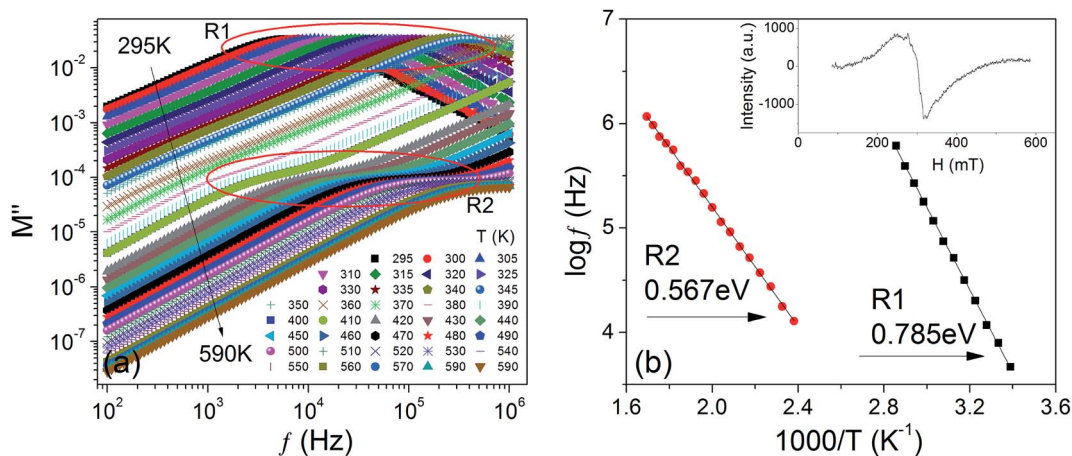 R1
295K
R2
T (K)
295 300 305
310 315 320 325
330 335 340 345
350 360 370 380 390
400 410 420 430 440
450 460 470 480 490
500 510 520 530 540
550 560 570 590 590
590K
(a)
M''
10⁻²
10⁻³
10⁻⁴
10⁻⁵
10⁻⁶
10⁻⁷
10² 10³ 10⁴ 10⁵ 10⁶
f (Hz)
logf (Hz)
7
6
5
4
Intensity (a.u.)
1000
0
-1000
0 200 400 600
H (mT)
R2
0.567eV
R1
0.785eV
(b)
1.6 2.0 2.4 2.8 3.2 3.6
1000/T (K⁻¹)